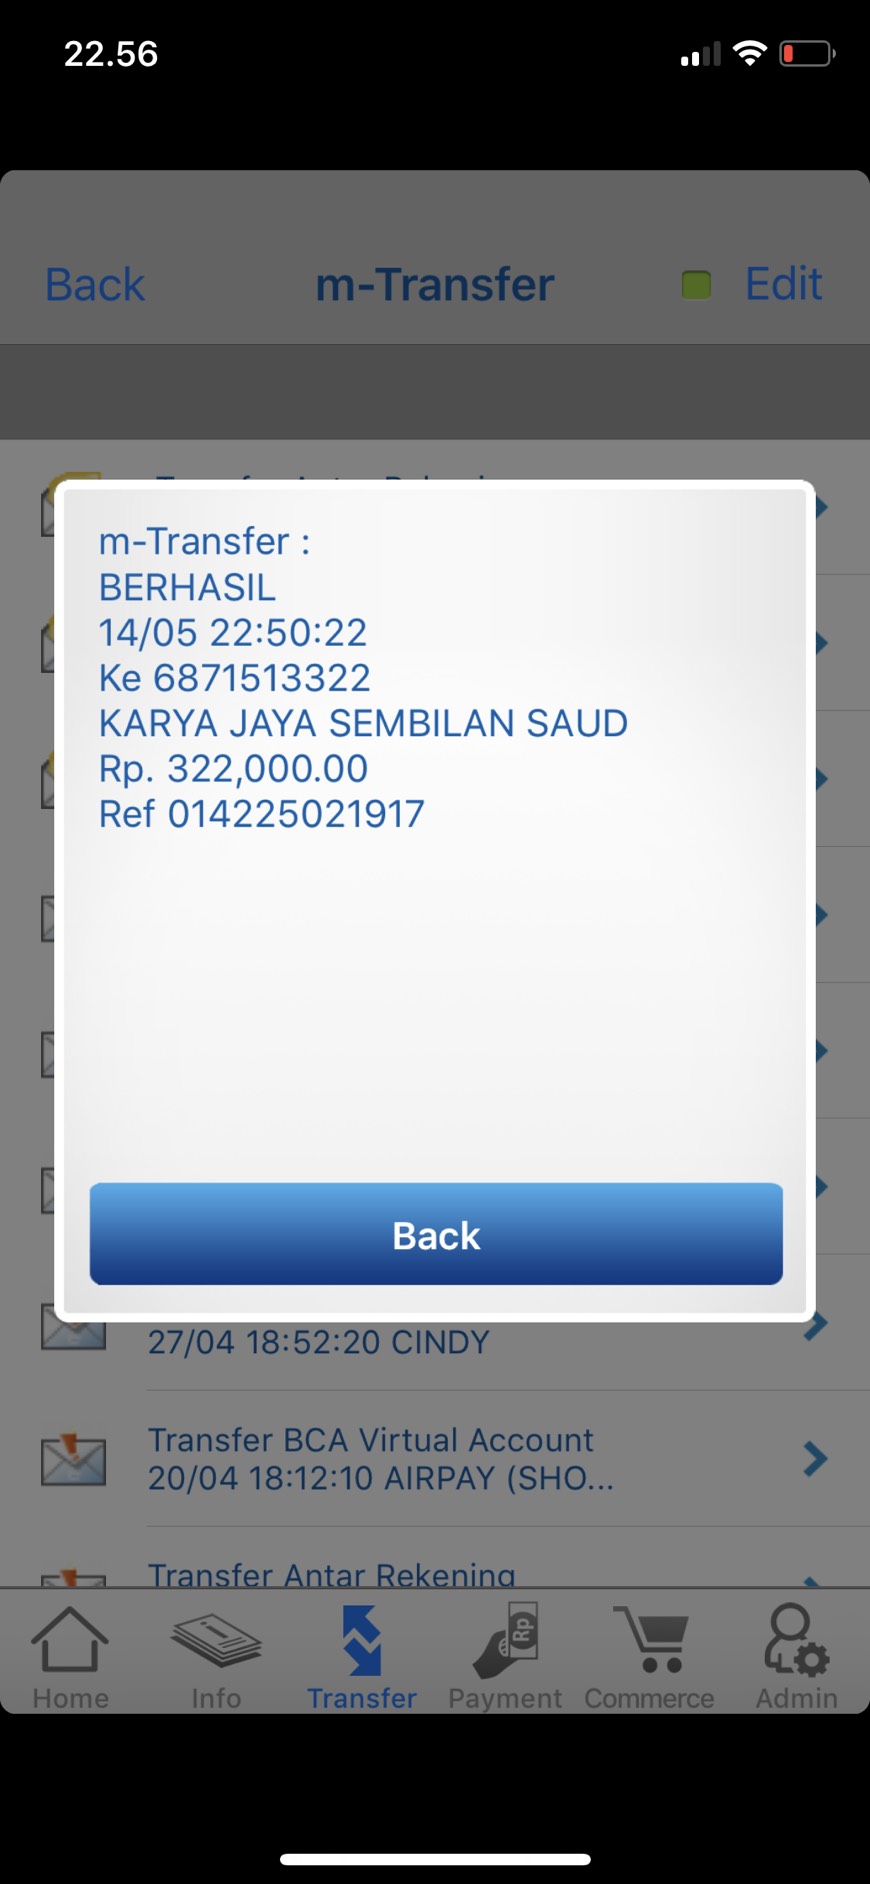 22.56
Back
m-Transfer
Edit
m-Transfer :
BERHASIL
14/05 22:50:22
Ke 6871513322
KARYA JAYA SEMBILAN SAUD
Rp. 322,000.00
Ref 014225021917
Back
27/04 18:52:20 CINDY
Transfer BCA Virtual Account
20/04 18:12:10 AIRPAY (SHO...
Transfer Antar Rekening
Rp
Home
Info
Transfer
Payment
Commerce
Admin